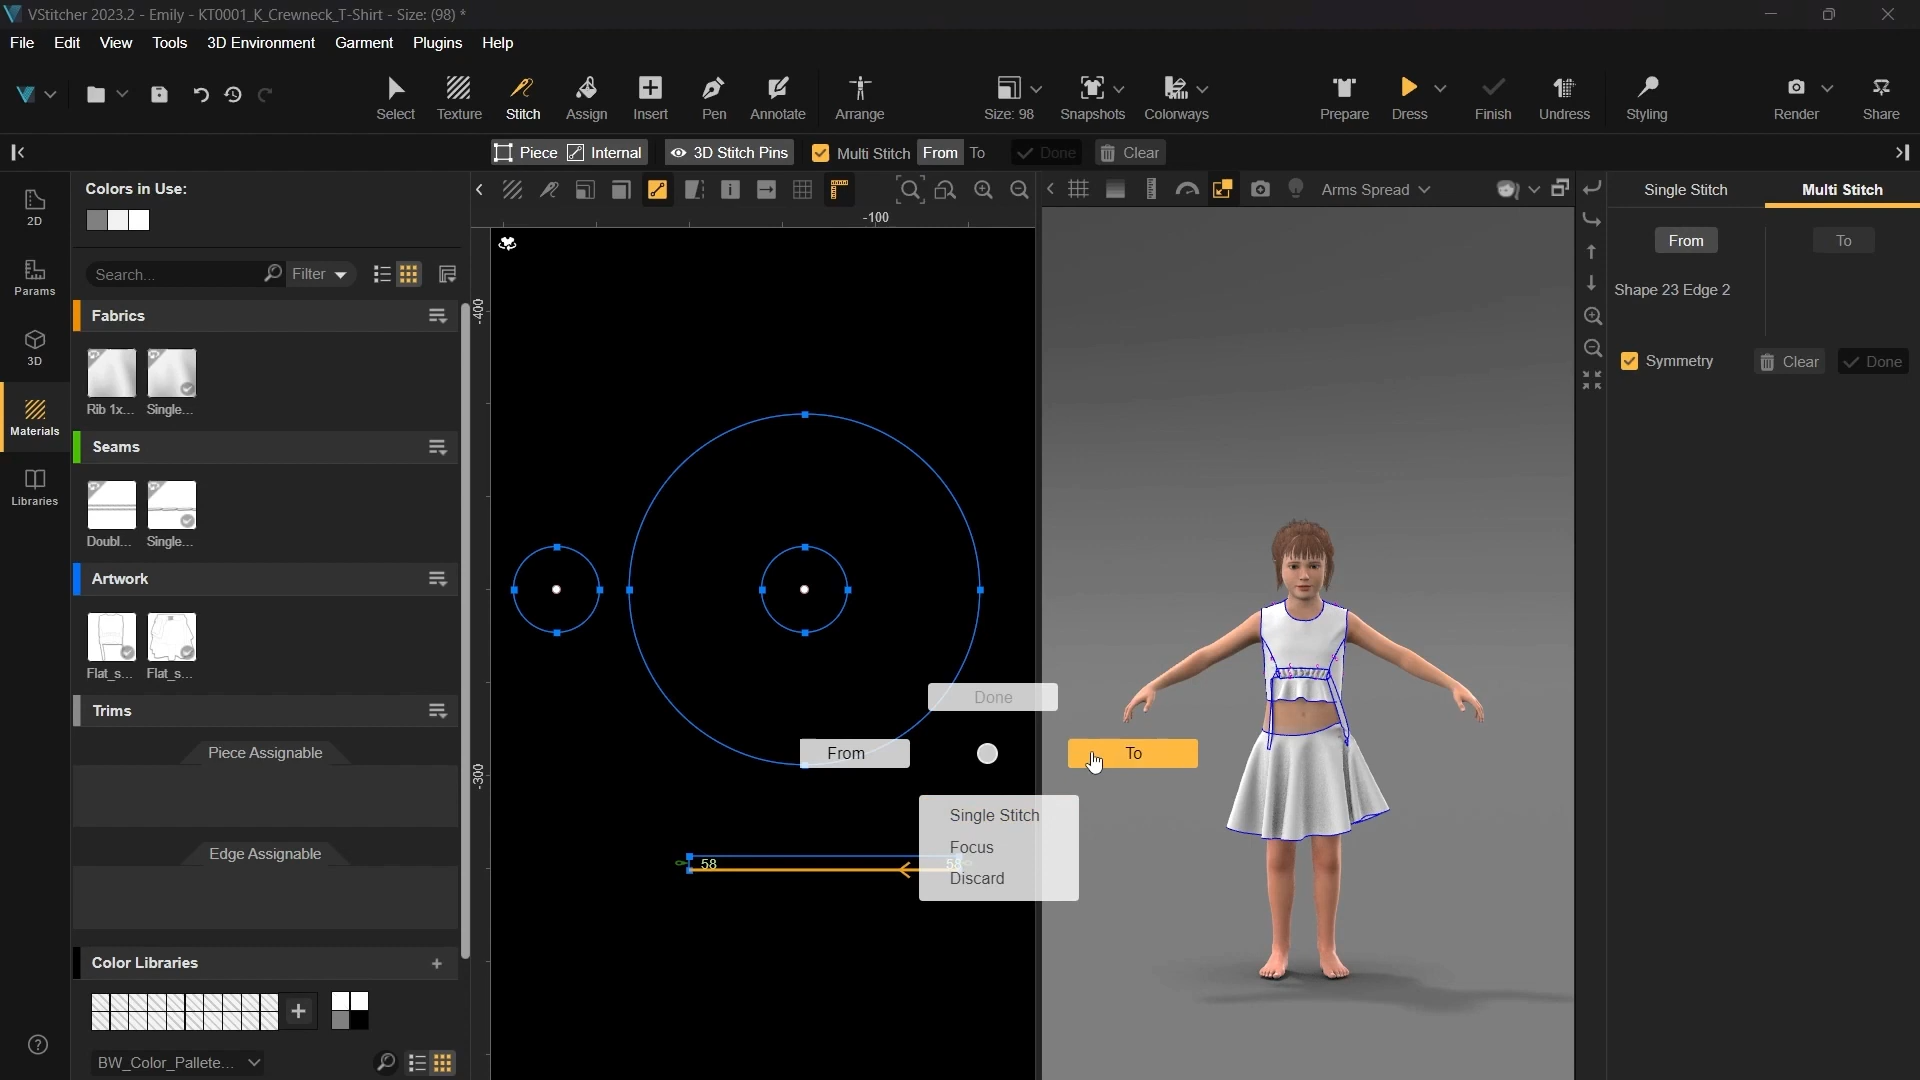 VStitcher 2023.2 - Emily - KT0001_K_Crewneck_T-Shirt - Size: (98) *
File Edit View Tools 3D Environment Garment Plugins Help
Select Texture Stitch Assign Insert Pen Annotate Arrange Size: 98 Snapshots Colorways Prepare Dress Finish Undress Styling Render Share
Piece Internal 3D Stitch Pins Multi Stitch From To Done Clear
2D
Params
3D
Materials
Libraries
Colors in Use:
Search... Filter
Fabrics
Rib 1x... Single...
Seams
Doubl... Single...
Artwork
Flat_s... Flat_s...
Trims
Piece Assignable
Edge Assignable
Color Libraries
BW_Color_Pallete...
-100
-400
-300
58 58
Done
From To
Single Stitch
Focus
Discard
Arms Spread
Single Stitch Multi Stitch
From To
Shape 23 Edge 2
Symmetry Clear Done